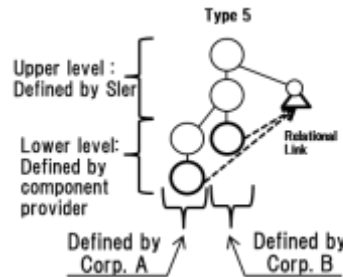 Type 5
Upper level :
Defined by SIer
Lower level:
Defined by
component
provider
Relational
Link
Defined by
Corp. A
Defined by
Corp. B